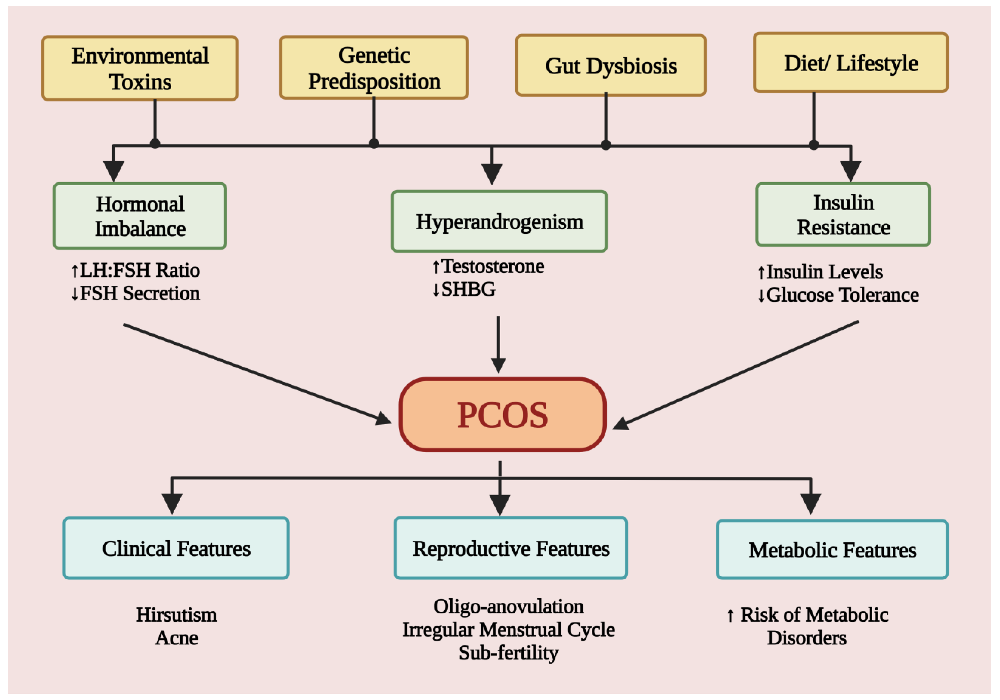 Environmental
Toxins
Genetic
Predisposition
Gut Dysbiosis
Diet/ Lifestyle
Hormonal
Imbalance
↑LH:FSH Ratio
↓FSH Secretion
Hyperandrogenism
↑Testosterone
↓SHBG
Insulin
Resistance
↑Insulin Levels
↓Glucose Tolerance
PCOS
Clinical Features
Hirsutism
Acne
Reproductive Features
Oligo-anovulation
Irregular Menstrual Cycle
Sub-fertility
Metabolic Features
↑ Risk of Metabolic
Disorders